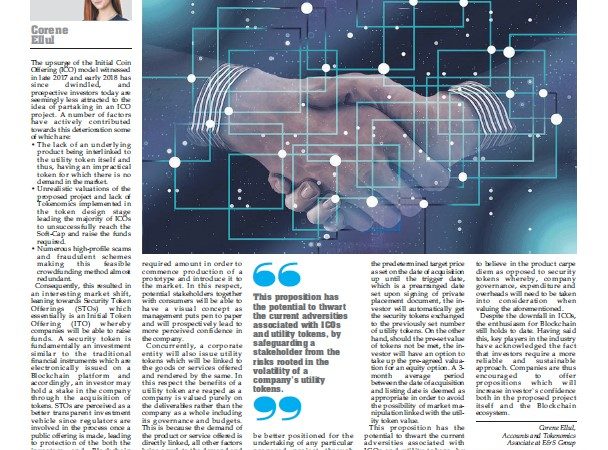 Corene
Ellul
The upsurge of the Initial Coin
Offering (ICO) model witnessed
in late 2017 and early 2018 has
since dwindled, and
prospective investors today are
seemingly less attracted to the
idea of partaking in an ICO
project. A number of factors
have actively contributed
towards this deterioration some
of which are:
• The lack of an underlying
product being interlinked to
the utility token itself and
thus, having an impractical
token for which there is no
demand in the market.
• Unrealistic valuations of the
proposed project and lack of
Tokenomics implemented in
the token design stage
leading the majority of ICOs
to unsuccessfully reach the
Soft-Cap and raise the funds
required.
• Numerous high-profile scams
and fraudulent schemes
making this feasible
crowdfunding method almost
redundant.
Consequently, this resulted in
an interesting market shift,
leaning towards Security Token
Offerings (STOs) which
essentially is an Initial Token
Offering (ITO) whereby
companies will be able to raise
funds. A security token is
fundamentally an investment
similar to the traditional
financial instruments which are
electronically issued on a
Blockchain platform and
accordingly, an investor may
hold a stake in the company
through the acquisition of
tokens. STOs are perceived as a
better transparent investment
vehicle since regulators are
involved in the process once a
public offering is made, leading
to protection of the both the
required amount in order to
commence production of a
prototype and introduce it to
the market. In this respect,
potential stakeholders together
with consumers will be able to
have a visual concept as
management puts pen to paper
and will prospectively lead to
more perceived confidence in
the company.
Concurrently, a corporate
entity will also issue utility
tokens which will be linked to
the goods or services offered
and rendered by the same. In
this respect the benefits of a
utility token are reaped as a
company is valued purely on
the deliverables rather than the
company as a whole including
its governance and budgets.
This is because the demand of
the product or service offered is
directly linked, all other factors
“
This proposition has
the potential to thwart
the current adversities
associated with ICOs
and utility tokens, by
safeguarding a
stakeholder from the
risks rooted in the
volatility of a
company's utility
tokens.
”
be better positioned for the
undertaking of any particular
the predetermined target price
as set on the date of acquisition
up until the trigger date,
which is a prearranged date
set upon signing of private
placement document, the in-
vestor will automatically get
the security tokens exchanged
to the previously set number
of utility tokens. On the other
hand, should the preset value
of tokens not be met, the in-
vestor will have an option to
take up the pre-agreed valua-
tion for an equity option. A 3-
month average period
between the date of acquisition
and listing date is deemed as
appropriate in order to avoid
the possibility of market ma-
nipulation linked with the util-
ity token value.
This proposition has the
potential to thwart the current
adversities associated with
to believe in the product carpe
diem as opposed to security
tokens whereby, company
governance, expenditure and
overheads will need to be taken
into consideration when
valuing the aforementioned.
Despite the downfall in ICOs,
the enthusiasm for Blockchain
still holds to date. Having said
this, key players in the industry
have acknowledged the fact
that investors require a more
reliable and sustainable
approach. Companies are thus
encouraged to offer
propositions which will
increase investor's confidence
both in the proposed project
itself and the Blockchain
ecosystem.
Corene Ellul,
Accounts and Tokenomics
Associate at E&S Group